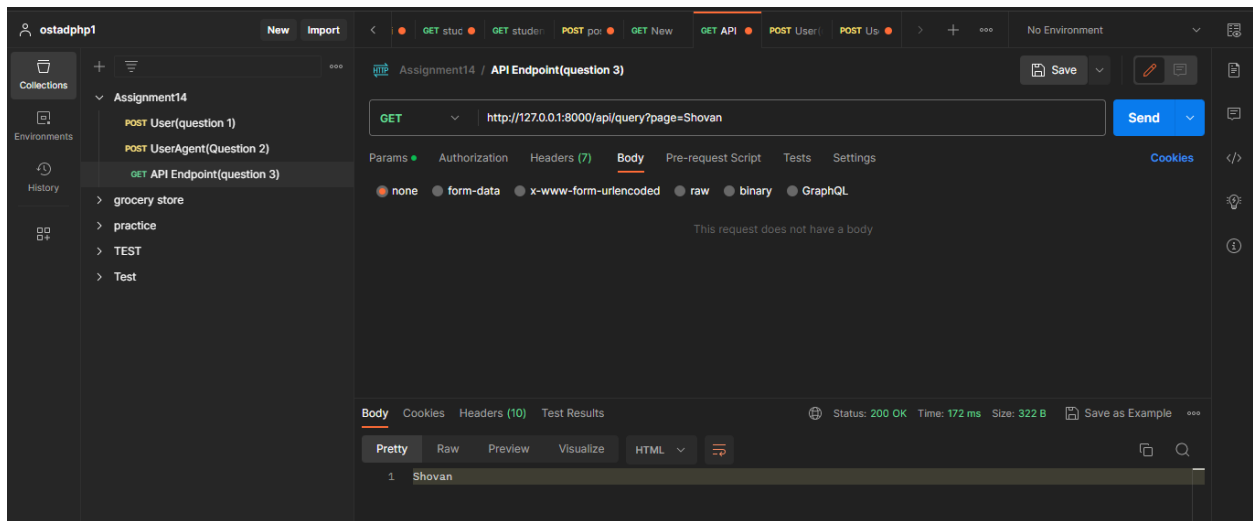 ostadphp1
New Import
GET stuc GET studen POST po: GET New GET API POST User( POST Us
No Environment
Collections
Environments
History
Assignment14
POST User(question 1)
POST UserAgent(Question 2)
GET API Endpoint(question 3)
grocery store
practice
TEST
Test
HTTP Assignment14 / API Endpoint(question 3)
Save
GET http://127.0.0.1:8000/api/query?page=Shovan Send
Params Authorization Headers (7) Body Pre-request Script Tests Settings Cookies
none form-data x-www-form-urlencoded raw binary GraphQL
This request does not have a body
Body Cookies Headers (10) Test Results Status: 200 OK Time: 172 ms Size: 322 B Save as Example
Pretty Raw Preview Visualize HTML
1 Shovan